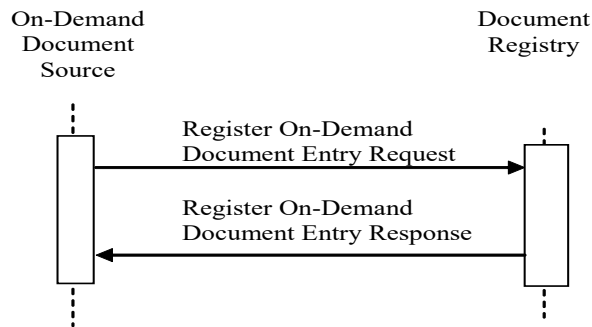 On-Demand
Document
Source
Document
Registry
Register On-Demand
Document Entry Request
Register On-Demand
Document Entry Response